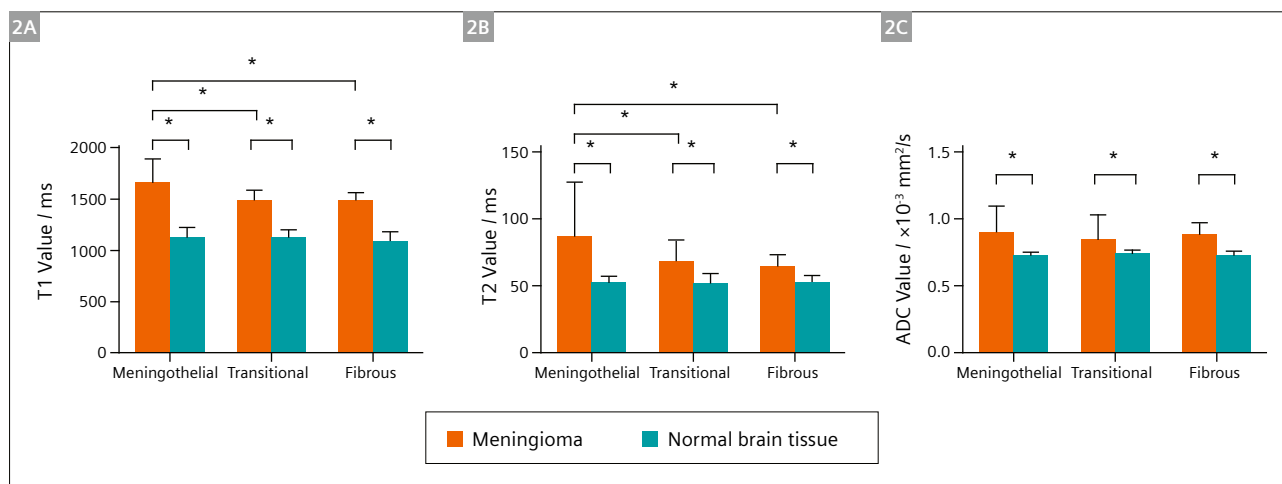 2A
*
*
*
*
*
T1 Value / ms
2000
1500
1000
500
0
Meningothelial
Transitional
Fibrous
2B
*
*
*
*
*
T2 Value / ms
150
100
50
0
Meningothelial
Transitional
Fibrous
2C
*
*
*
ADC Value / ×10⁻³ mm²/s
1.5
1.0
0.5
0.0
Meningothelial
Transitional
Fibrous
Meningioma
Normal brain tissue